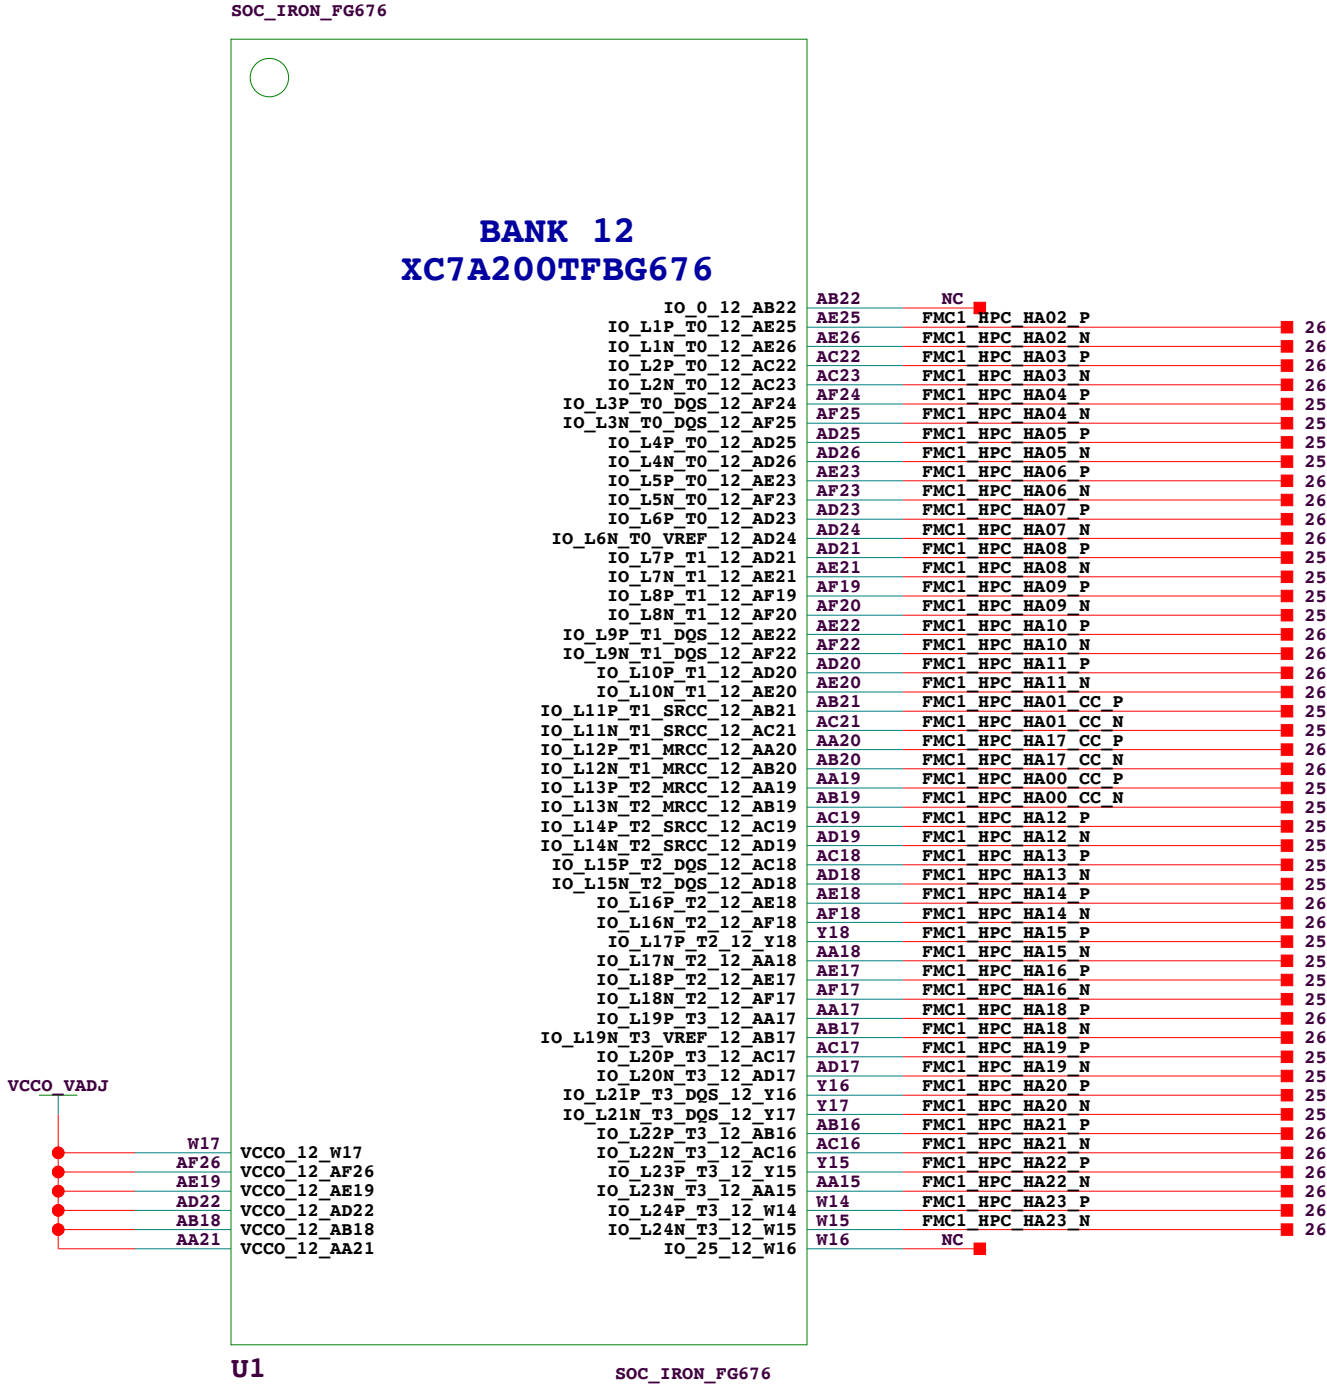 SOC_IRON_FG676
BANK 12
XC7A200TFBG676
IO_0_12_AB22 AB22 NC
IO_L1P_T0_12_AE25 AE25 FMC1_HPC_HA02_P 26
IO_L1N_T0_12_AE26 AE26 FMC1_HPC_HA02_N 26
IO_L2P_T0_12_AC22 AC22 FMC1_HPC_HA03_P 26
IO_L2N_T0_12_AC23 AC23 FMC1_HPC_HA03_N 26
IO_L3P_T0_DQS_12_AF24 AF24 FMC1_HPC_HA04_P 25
IO_L3N_T0_DQS_12_AF25 AF25 FMC1_HPC_HA04_N 25
IO_L4P_T0_12_AD25 AD25 FMC1_HPC_HA05_P 25
IO_L4N_T0_12_AD26 AD26 FMC1_HPC_HA05_N 25
IO_L5P_T0_12_AE23 AE23 FMC1_HPC_HA06_P 26
IO_L5N_T0_12_AF23 AF23 FMC1_HPC_HA06_N 26
IO_L6P_T0_12_AD23 AD23 FMC1_HPC_HA07_P 26
IO_L6N_T0_VREF_12_AD24 AD24 FMC1_HPC_HA07_N 26
IO_L7P_T1_12_AD21 AD21 FMC1_HPC_HA08_P 25
IO_L7N_T1_12_AE21 AE21 FMC1_HPC_HA08_N 25
IO_L8P_T1_12_AF19 AF19 FMC1_HPC_HA09_P 25
IO_L8N_T1_12_AF20 AF20 FMC1_HPC_HA09_N 25
IO_L9P_T1_DQS_12_AE22 AE22 FMC1_HPC_HA10_P 26
IO_L9N_T1_DQS_12_AF22 AF22 FMC1_HPC_HA10_N 26
IO_L10P_T1_12_AD20 AD20 FMC1_HPC_HA11_P 26
IO_L10N_T1_12_AE20 AE20 FMC1_HPC_HA11_N 26
IO_L11P_T1_SRCC_12_AB21 AB21 FMC1_HPC_HA01_CC_P 25
IO_L11N_T1_SRCC_12_AC21 AC21 FMC1_HPC_HA01_CC_N 25
IO_L12P_T1_MRCC_12_AA20 AA20 FMC1_HPC_HA17_CC_P 26
IO_L12N_T1_MRCC_12_AB20 AB20 FMC1_HPC_HA17_CC_N 26
IO_L13P_T2_MRCC_12_AA19 AA19 FMC1_HPC_HA00_CC_P 25
IO_L13N_T2_MRCC_12_AB19 AB19 FMC1_HPC_HA00_CC_N 25
IO_L14P_T2_SRCC_12_AC19 AC19 FMC1_HPC_HA12_P 25
IO_L14N_T2_SRCC_12_AD19 AD19 FMC1_HPC_HA12_N 25
IO_L15P_T2_DQS_12_AC18 AC18 FMC1_HPC_HA13_P 25
IO_L15N_T2_DQS_12_AD18 AD18 FMC1_HPC_HA13_N 25
IO_L16P_T2_12_AE18 AE18 FMC1_HPC_HA14_P 26
IO_L16N_T2_12_AF18 AF18 FMC1_HPC_HA14_N 26
IO_L17P_T2_12_Y18 Y18 FMC1_HPC_HA15_P 25
IO_L17N_T2_12_AA18 AA18 FMC1_HPC_HA15_N 25
IO_L18P_T2_12_AE17 AE17 FMC1_HPC_HA16_P 25
IO_L18N_T2_12_AF17 AF17 FMC1_HPC_HA16_N 25
IO_L19P_T3_12_AA17 AA17 FMC1_HPC_HA18_P 26
IO_L19N_T3_VREF_12_AB17 AB17 FMC1_HPC_HA18_N 26
IO_L20P_T3_12_AC17 AC17 FMC1_HPC_HA19_P 25
IO_L20N_T3_12_AD17 AD17 FMC1_HPC_HA19_N 25
VCCO_VADJ IO_L21P_T3_DQS_12_Y16 Y16 FMC1_HPC_HA20_P 25
IO_L21N_T3_DQS_12_Y17 Y17 FMC1_HPC_HA20_N 25
IO_L22P_T3_12_AB16 AB16 FMC1_HPC_HA21_P 26
W17 VCCO_12_W17 IO_L22N_T3_12_AC16 AC16 FMC1_HPC_HA21_N 26
AF26 VCCO_12_AF26 IO_L23P_T3_12_Y15 Y15 FMC1_HPC_HA22_P 26
AE19 VCCO_12_AE19 IO_L23N_T3_12_AA15 AA15 FMC1_HPC_HA22_N 26
AD22 VCCO_12_AD22 IO_L24P_T3_12_W14 W14 FMC1_HPC_HA23_P 26
AB18 VCCO_12_AB18 IO_L24N_T3_12_W15 W15 FMC1_HPC_HA23_N 26
AA21 VCCO_12_AA21 IO_25_12_W16 W16 NC
U1 SOC_IRON_FG676